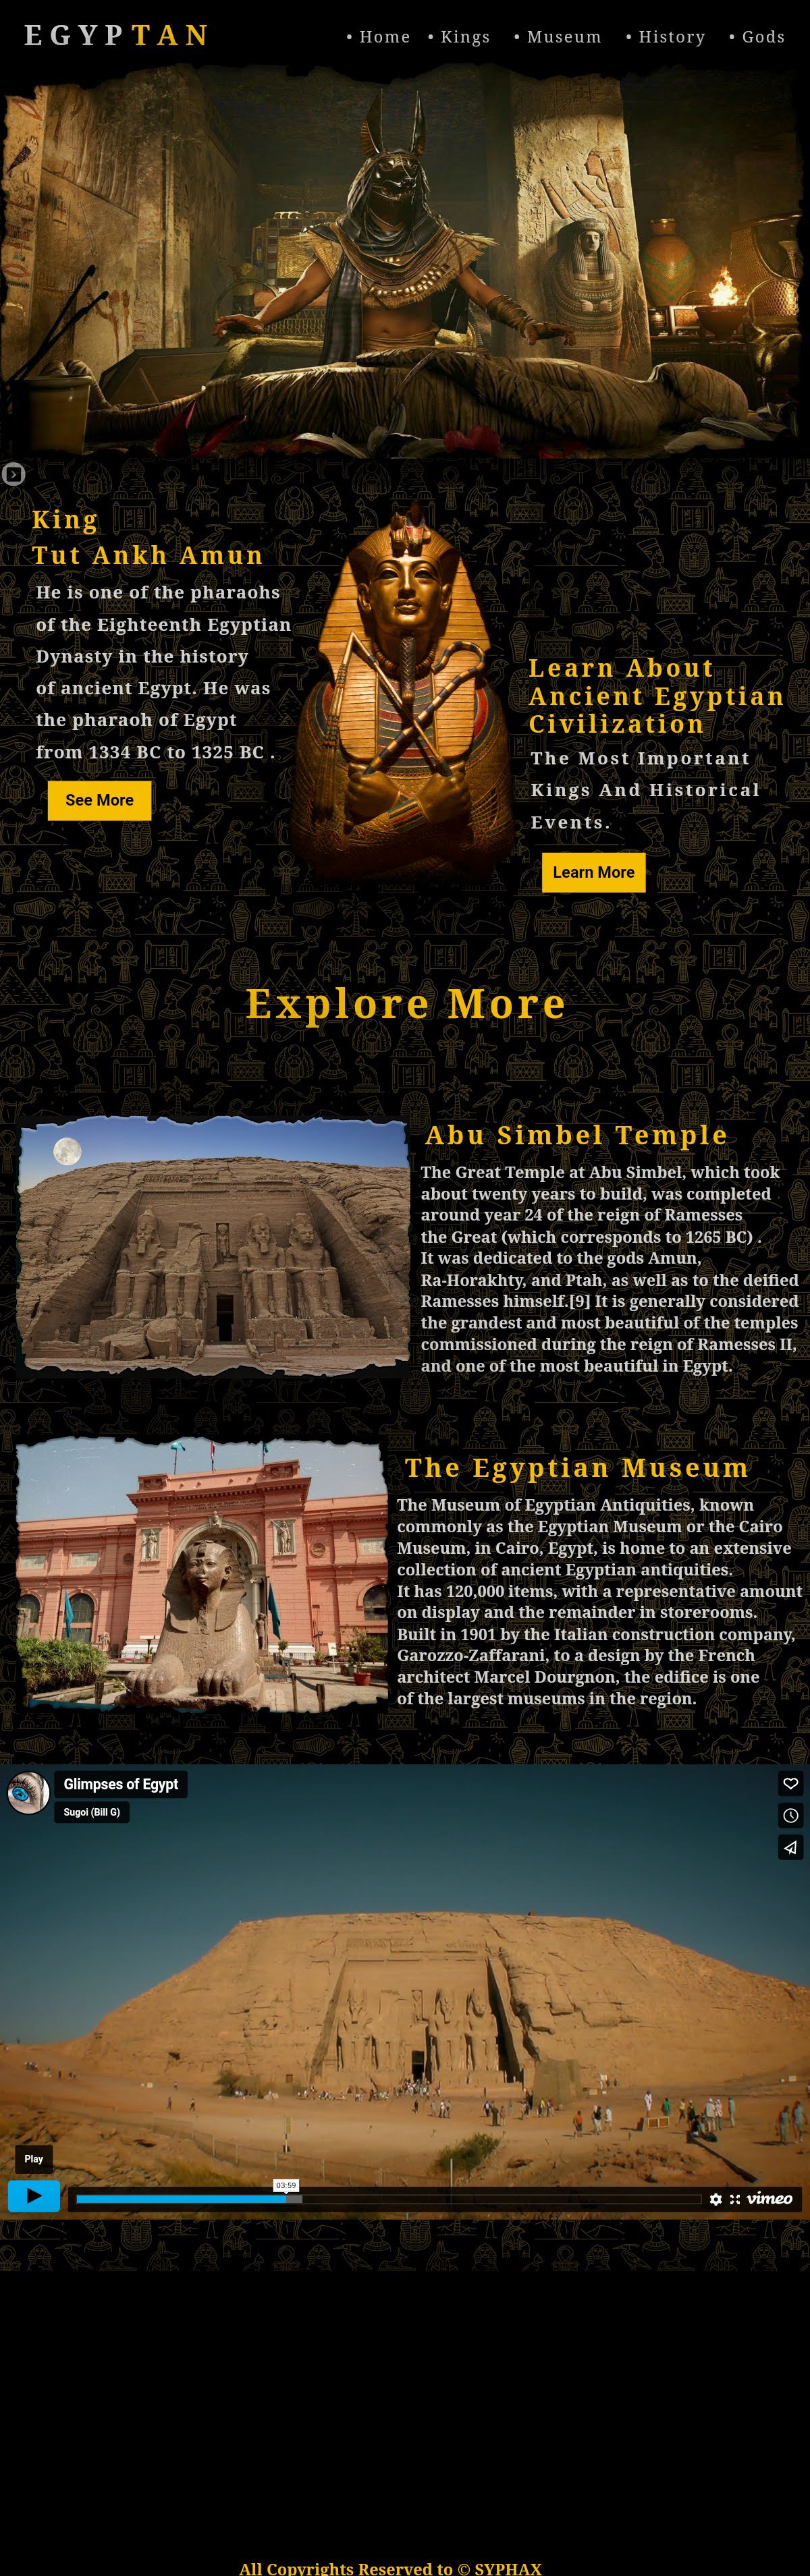 EGYPTAN
• Home • Kings • Museum • History • Gods
King
Tut Ankh Amun
He is one of the pharaohs
of the Eighteenth Egyptian
Dynasty in the history
of ancient Egypt. He was
the pharaoh of Egypt
from 1334 BC to 1325 BC .
See More
Learn About
Ancient Egyptian
Civilization
The Most Important
Kings And Historical
Events.
Learn More
Explore More
Abu Simbel Temple
The Great Temple at Abu Simbel, which took
about twenty years to build, was completed
around year 24 of the reign of Ramesses
the Great (which corresponds to 1265 BC) .
It was dedicated to the gods Amun,
Ra-Horakhty, and Ptah, as well as to the deified
Ramesses himself.[9] It is generally considered
the grandest and most beautiful of the temples
commissioned during the reign of Ramesses II,
and one of the most beautiful in Egypt.
The Egyptian Museum
The Museum of Egyptian Antiquities, known
commonly as the Egyptian Museum or the Cairo
Museum, in Cairo, Egypt, is home to an extensive
collection of ancient Egyptian antiquities.
It has 120,000 items, with a representative amount
on display and the remainder in storerooms.
Built in 1901 by the Italian construction company,
Garozzo-Zaffarani, to a design by the French
architect Marcel Dourgnon, the edifice is one
of the largest museums in the region.
Glimpses of Egypt
Sugoi (Bill G)
Play
03:59
vimeo
All Copyrights Reserved to © SYPHAX